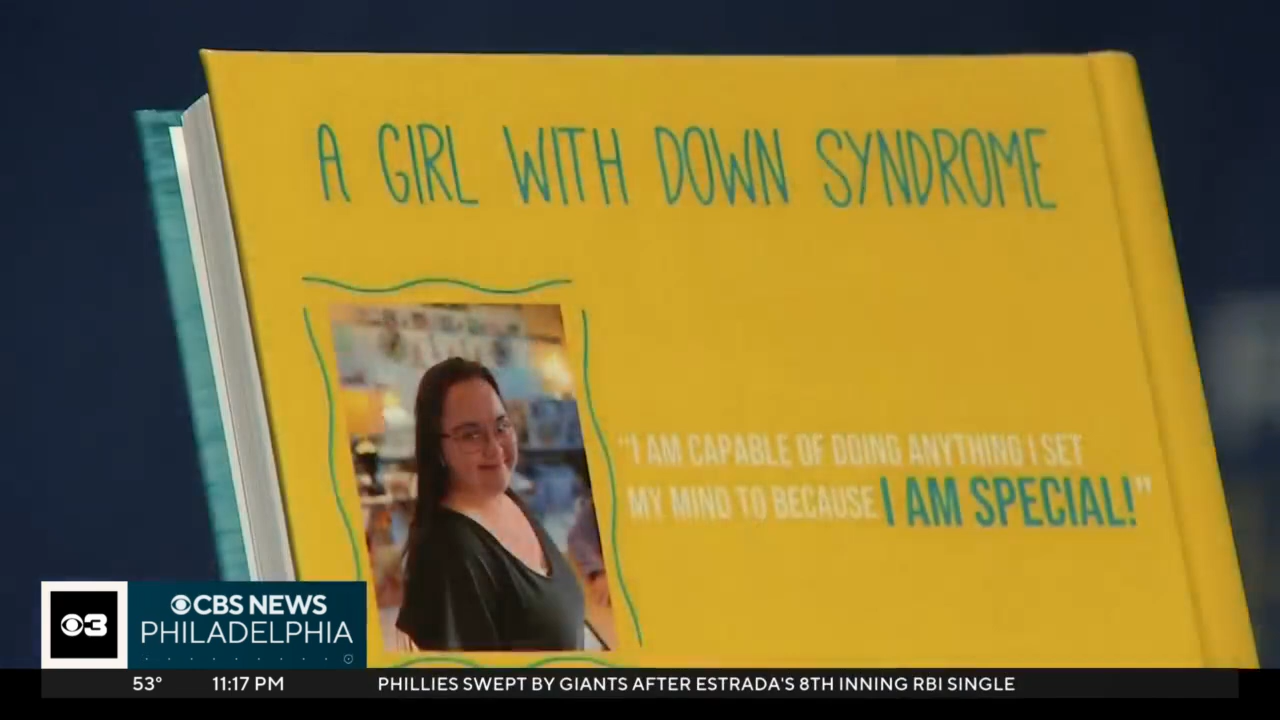 A GIRL WITH DOWN SYNDROME
"I AM CAPABLE OF DOING ANYTHING I SET
MY MIND TO BECAUSE I AM SPECIAL!"
3
CBS NEWS
PHILADELPHIA
53° 11:17 PM PHILLIES SWEPT BY GIANTS AFTER ESTRADA'S 8TH INNING RBI SINGLE